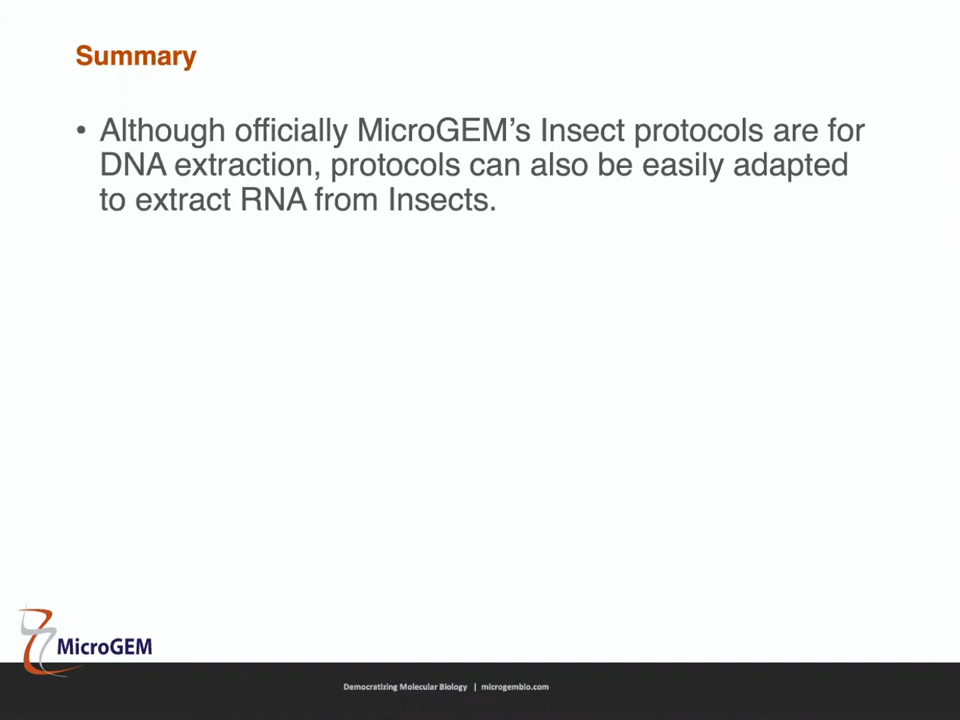 Summary
• Although officially MicroGEM's Insect protocols are for
DNA extraction, protocols can also be easily adapted
to extract RNA from Insects.
MicroGEM
Democratizing Molecular Biology | microgembio.com